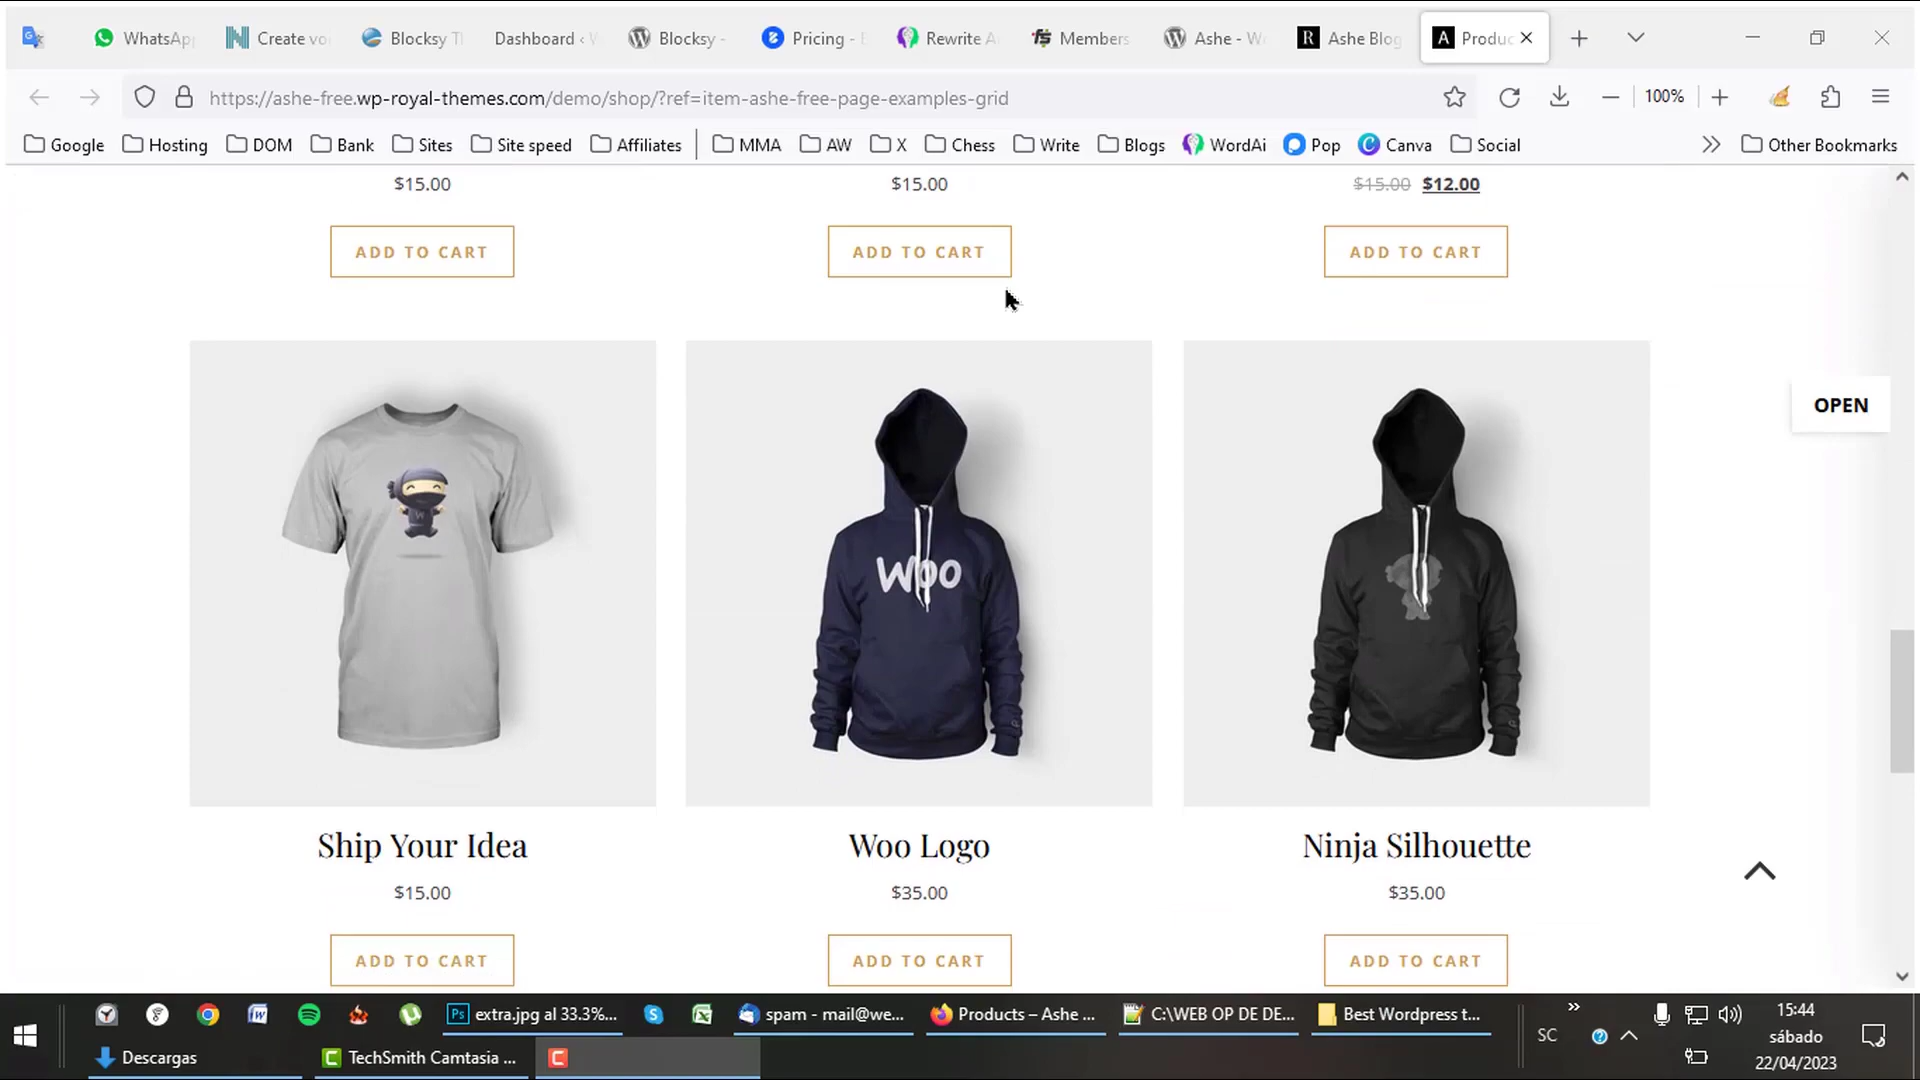 WhatsApp
Create vo
Blocksy T
Dashboard ‹ W
Blocksy -
Pricing - B
Rewrite A
Members
Ashe - W
Ashe Blog
Produc
https://ashe-free.wp-royal-themes.com/demo/shop/?ref=item-ashe-free-page-examples-grid
100%
Google Hosting DOM Bank Sites Site speed Affiliates MMA AW X Chess Write Blogs WordAi Pop Canva Social Other Bookmarks
$15.00 $15.00 $15.00 $12.00
ADD TO CART ADD TO CART ADD TO CART
Woo
OPEN
Ship Your Idea Woo Logo Ninja Silhouette
$15.00 $35.00 $35.00
ADD TO CART ADD TO CART ADD TO CART
extra.jpg al 33.3%... spam - mail@we... Products – Ashe ... C:\WEB OP DE DE... Best Wordpress t...
Descargas TechSmith Camtasia ...
SC
15:44
sábado
22/04/2023